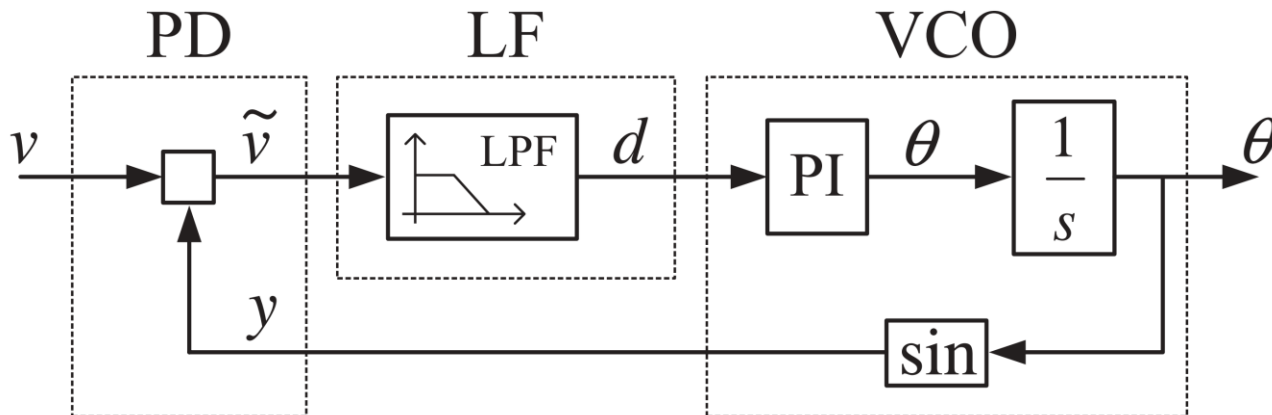 PD LF VCO
v ṽ LPF d PI θ 1 θ
s
y sin